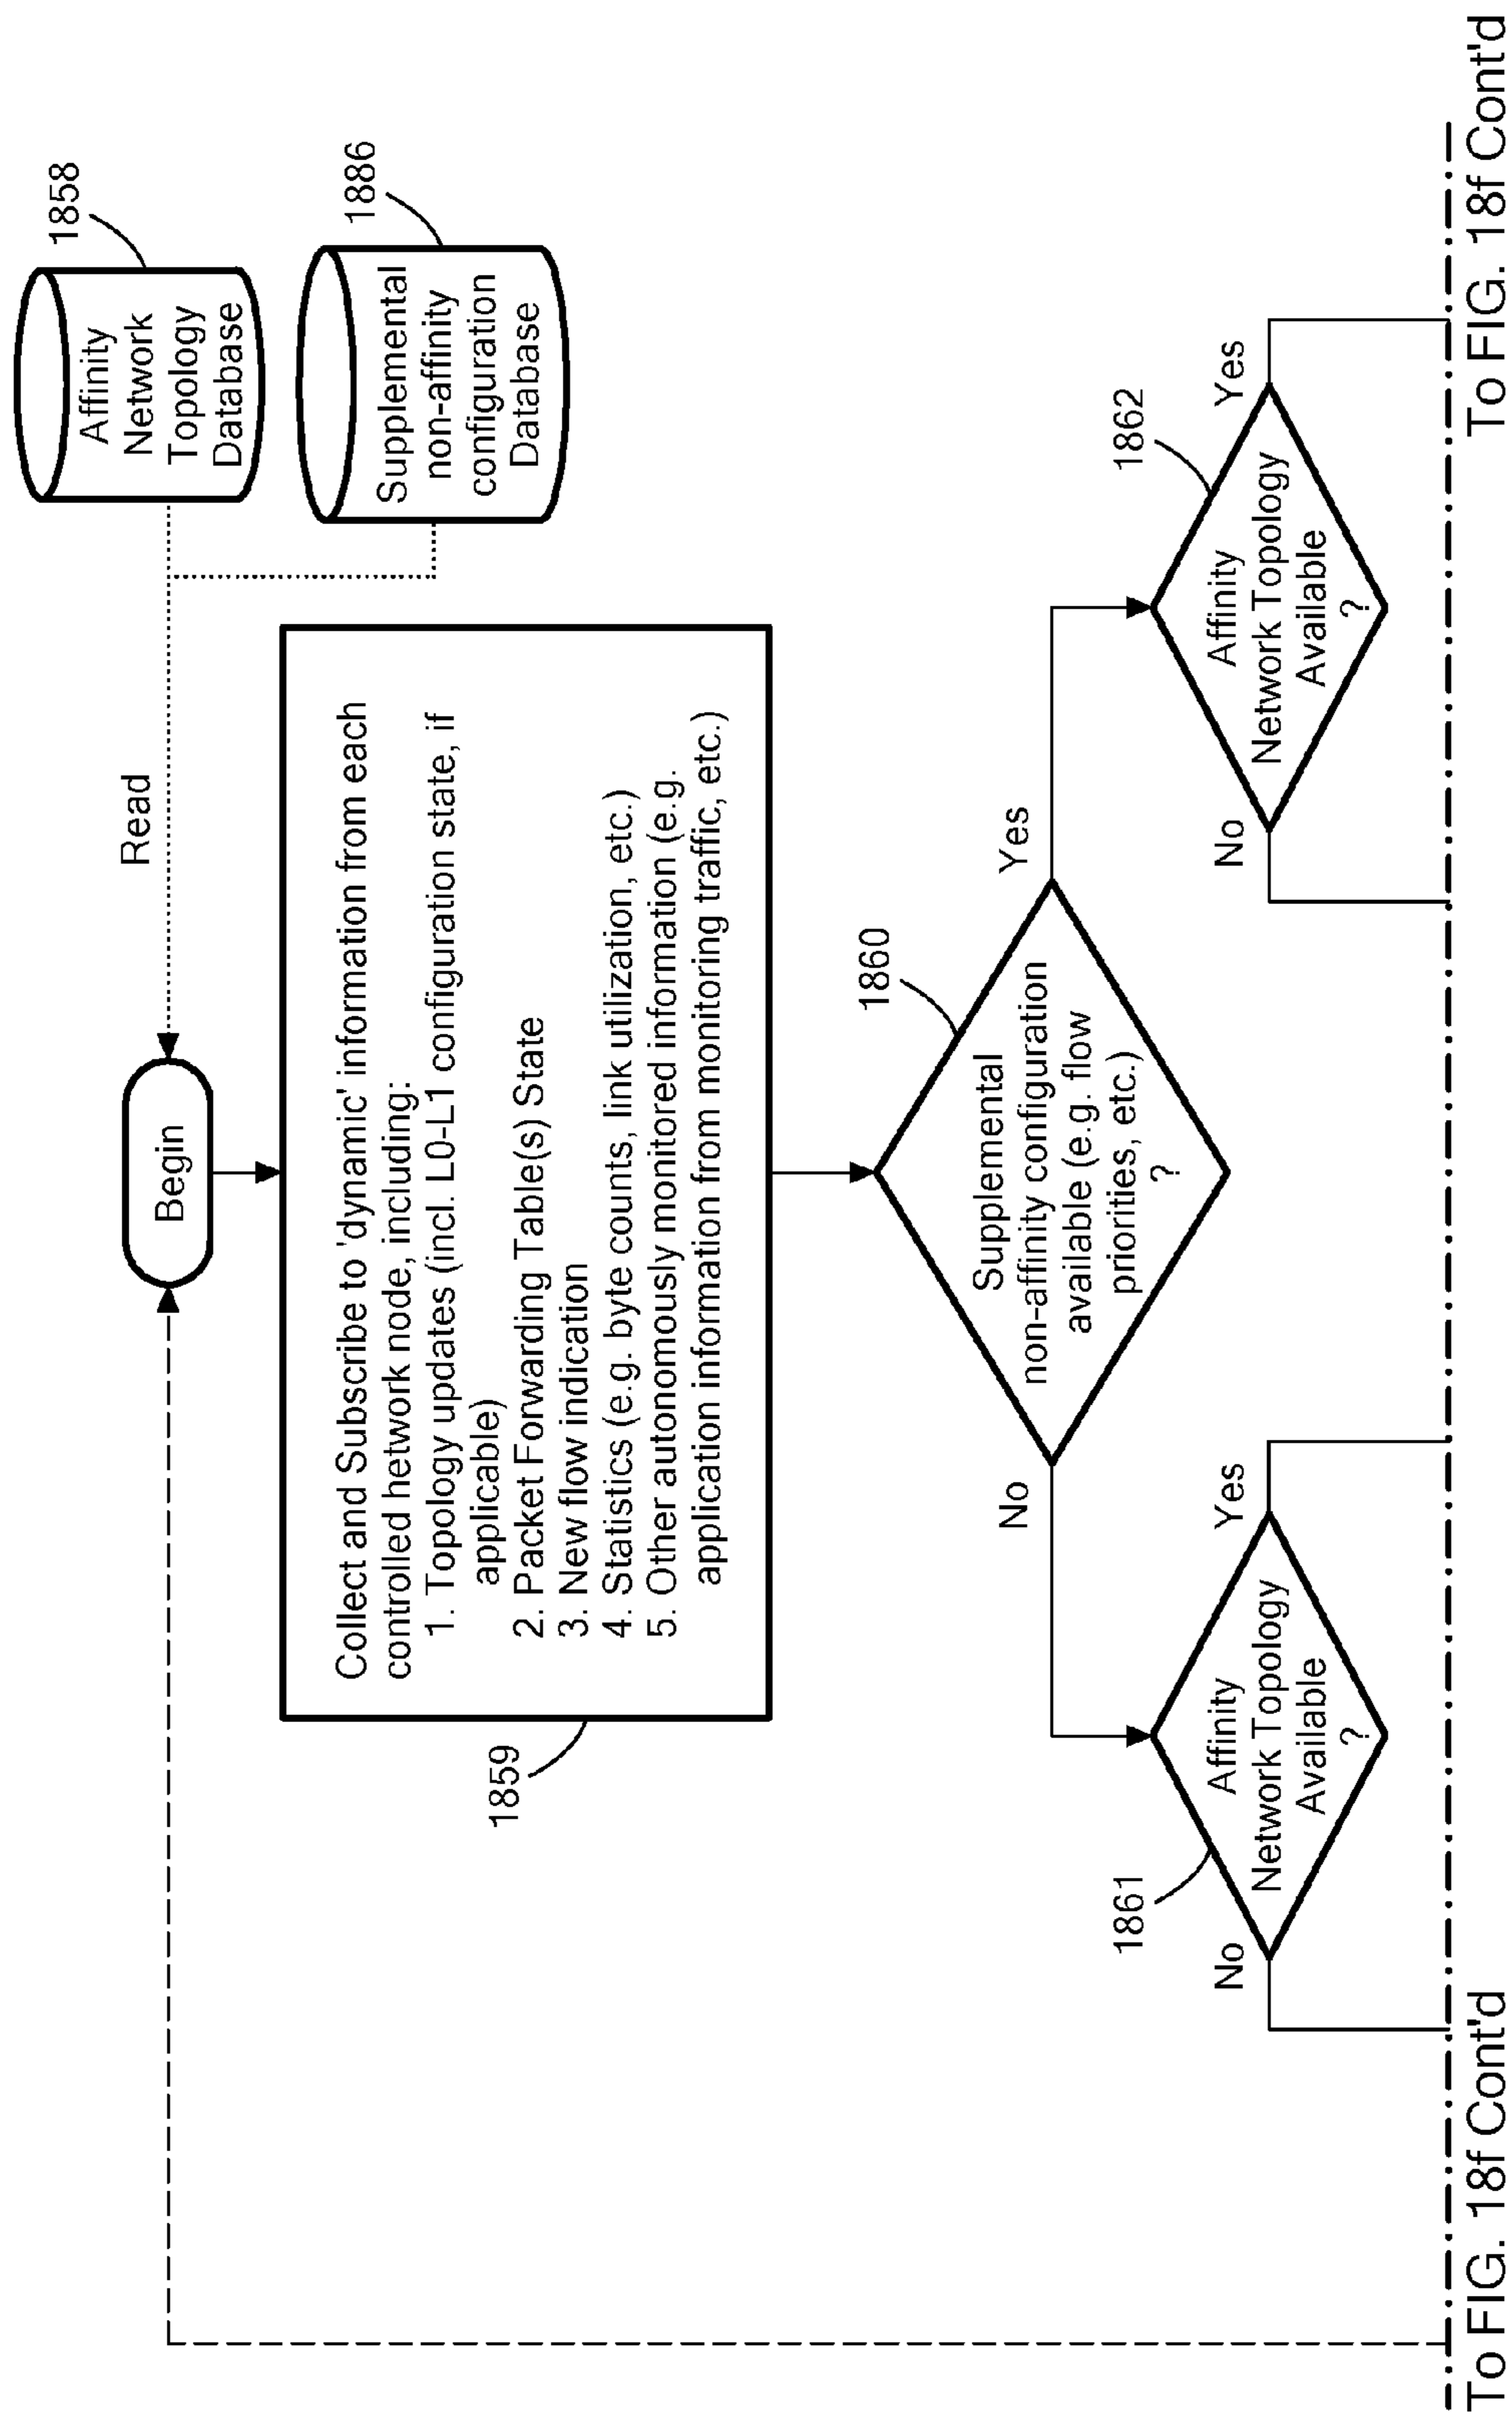 1858
Affinity
Network
Topology
Database
Read
Begin
1886
Supplemental
non-affinity
configuration
Database
Collect and Subscribe to 'dynamic' information from each
controlled network node, including:
1. Topology updates (incl. L0-L1 configuration state, if
applicable)
2. Packet Forwarding Table(s) State
3. New flow indication
4. Statistics (e.g. byte counts, link utilization, etc.)
5. Other autonomously monitored information (e.g.
application information from monitoring traffic, etc.)
1859
1860
Supplemental
non-affinity configuration
available (e.g. flow
priorities, etc.)
?
No
Yes
1861
Affinity
Network Topology
Available
?
No
Yes
1862
Affinity
Network Topology
Available
?
No
Yes
To FIG. 18f Cont'd
To FIG. 18f Cont'd